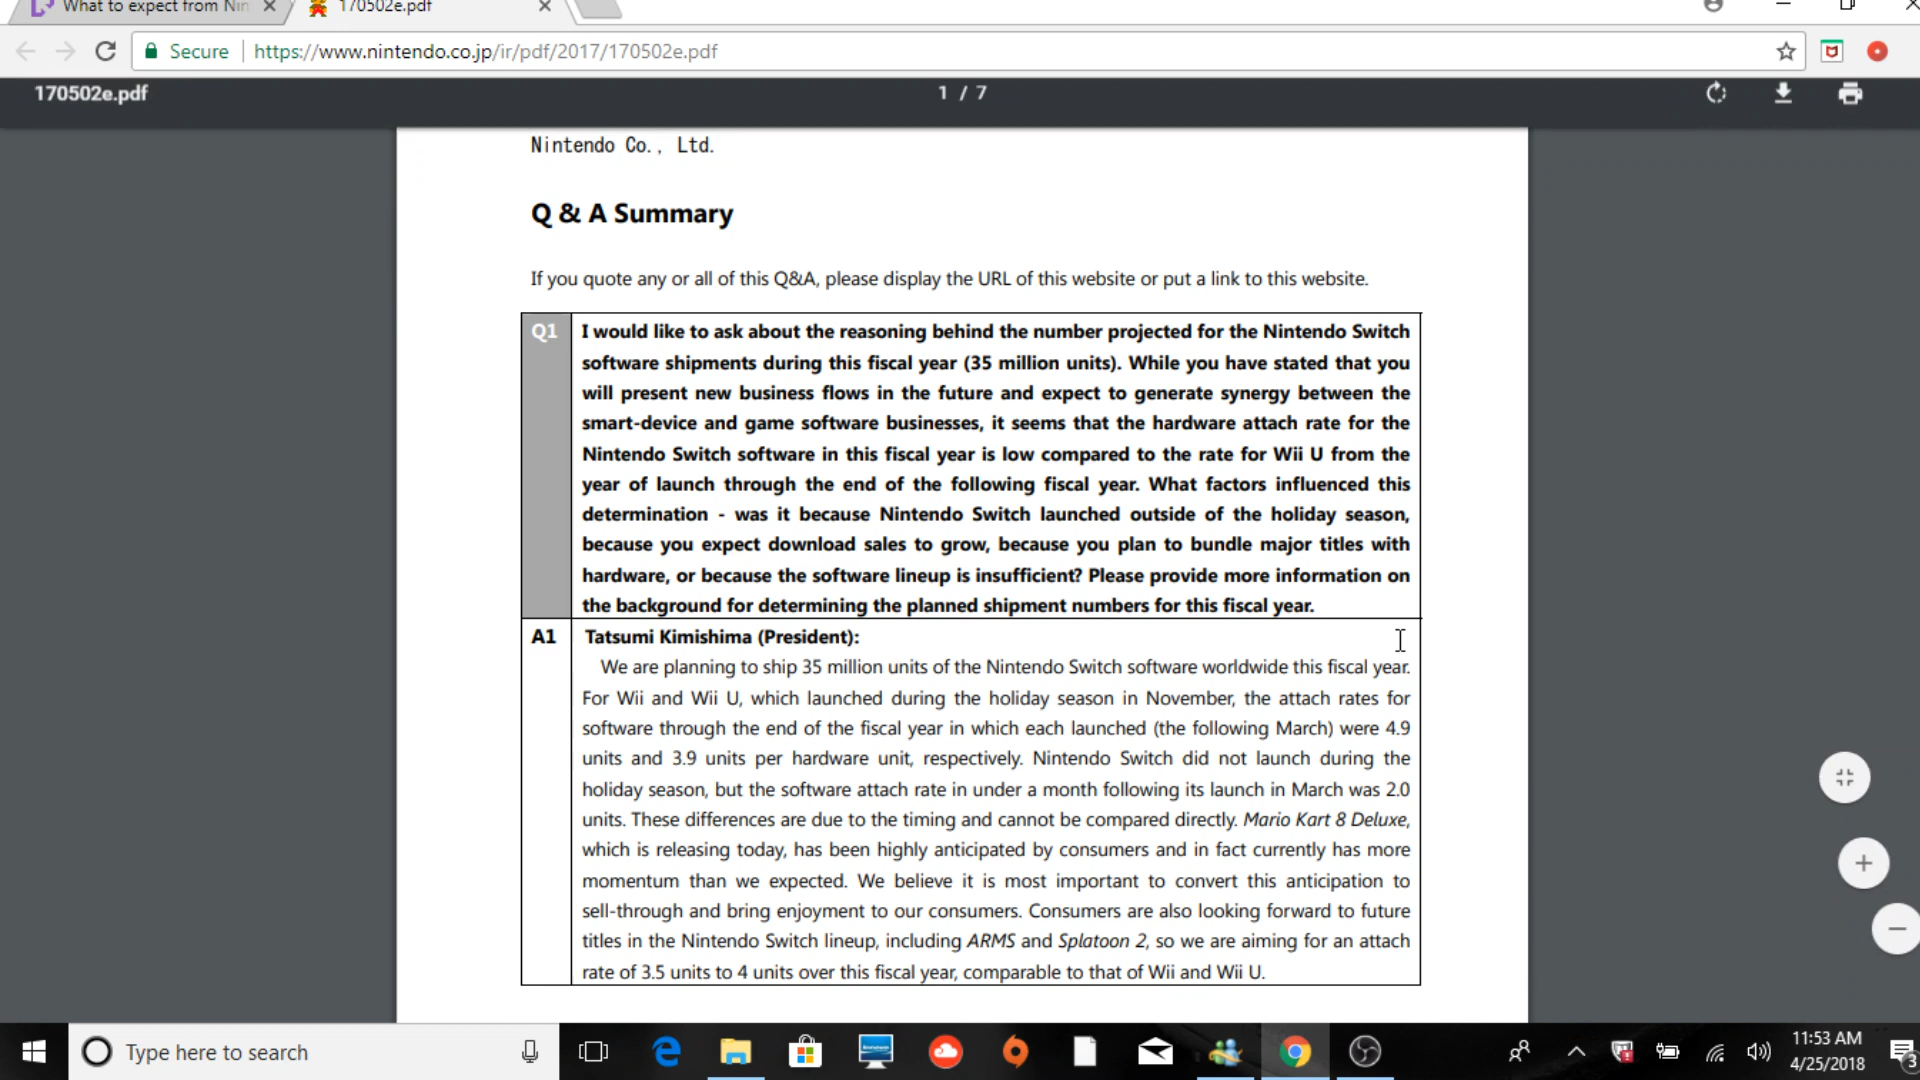 What to expect from Nin
170502e.pdf
Secure
https://www.nintendo.co.jp/ir/pdf/2017/170502e.pdf
170502e.pdf
1 / 7
Nintendo Co., Ltd.
Q & A Summary
If you quote any or all of this Q&A, please display the URL of this website or put a link to this website.
Q1
I would like to ask about the reasoning behind the number projected for the Nintendo Switch
software shipments during this fiscal year (35 million units). While you have stated that you
will present new business flows in the future and expect to generate synergy between the
smart-device and game software businesses, it seems that the hardware attach rate for the
Nintendo Switch software in this fiscal year is low compared to the rate for Wii U from the
year of launch through the end of the following fiscal year. What factors influenced this
determination - was it because Nintendo Switch launched outside of the holiday season,
because you expect download sales to grow, because you plan to bundle major titles with
hardware, or because the software lineup is insufficient? Please provide more information on
the background for determining the planned shipment numbers for this fiscal year.
A1
Tatsumi Kimishima (President):
We are planning to ship 35 million units of the Nintendo Switch software worldwide this fiscal year.
For Wii and Wii U, which launched during the holiday season in November, the attach rates for
software through the end of the fiscal year in which each launched (the following March) were 4.9
units and 3.9 units per hardware unit, respectively. Nintendo Switch did not launch during the
holiday season, but the software attach rate in under a month following its launch in March was 2.0
units. These differences are due to the timing and cannot be compared directly. Mario Kart 8 Deluxe,
which is releasing today, has been highly anticipated by consumers and in fact currently has more
momentum than we expected. We believe it is most important to convert this anticipation to
sell-through and bring enjoyment to our consumers. Consumers are also looking forward to future
titles in the Nintendo Switch lineup, including ARMS and Splatoon 2, so we are aiming for an attach
rate of 3.5 units to 4 units over this fiscal year, comparable to that of Wii and Wii U.
Type here to search
11:53 AM
4/25/2018
3